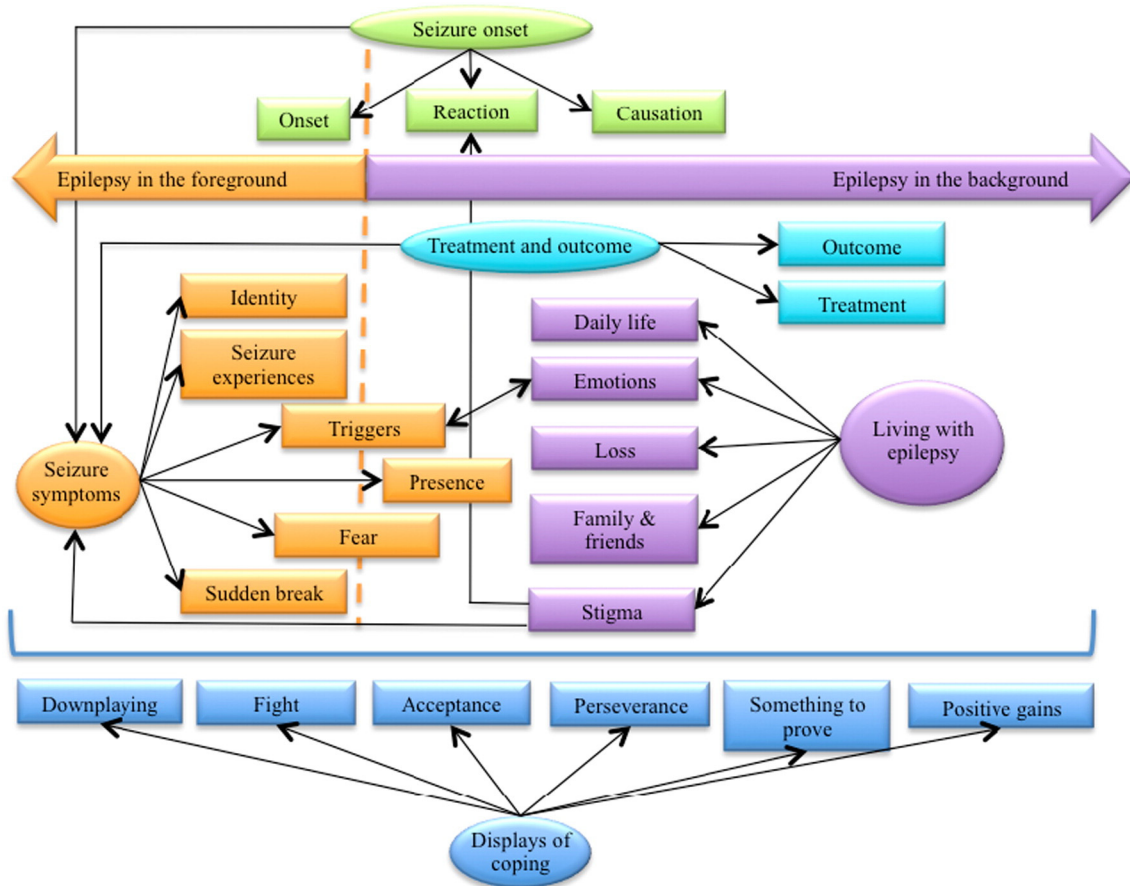 Seizure onset
Onset
Reaction
Causation
Epilepsy in the foreground
Epilepsy in the background
Treatment and outcome
Outcome
Treatment
Identity
Seizure
experiences
Triggers
Presence
Fear
Sudden break
Seizure
symptoms
Daily life
Emotions
Loss
Family &
friends
Stigma
Living with
epilepsy
Downplaying
Fight
Acceptance
Perseverance
Something to
prove
Positive gains
Displays of
coping